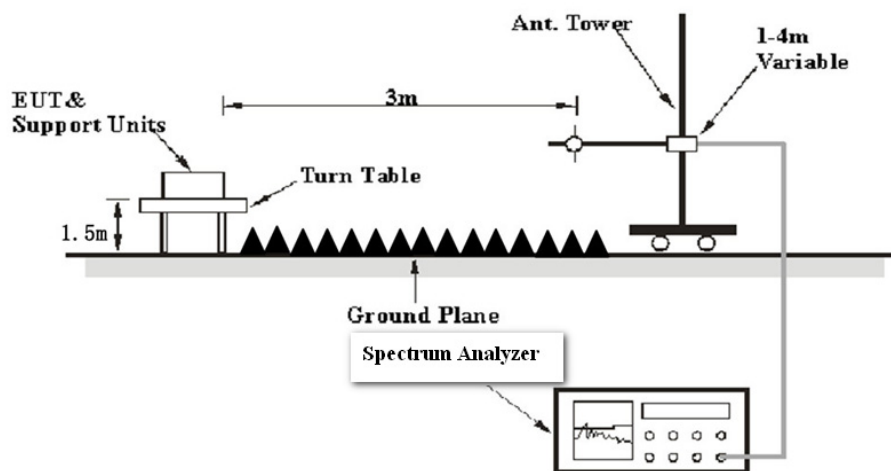 Ant. Tower
1-4m
Variable
3m
EUT&
Support Units
Turn Table
1.5m
Ground Plane
Spectrum Analyzer